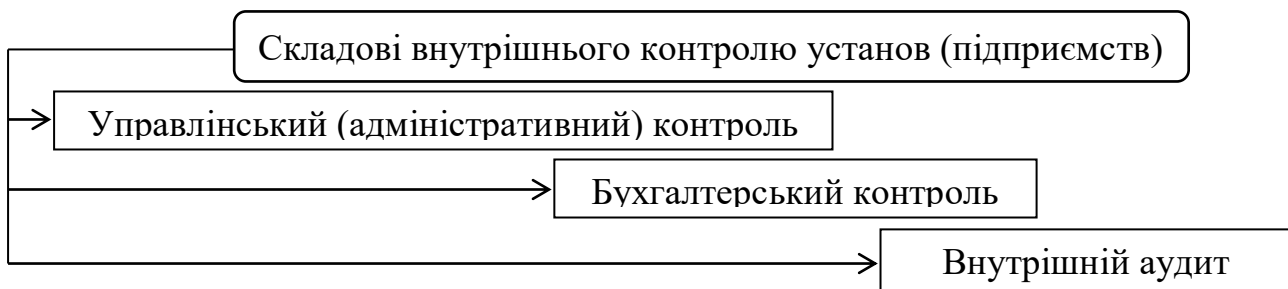 Складові внутрішнього контролю установ (підприємств)
Управлінський (адміністративний) контроль
Бухгалтерський контроль
Внутрішній аудит